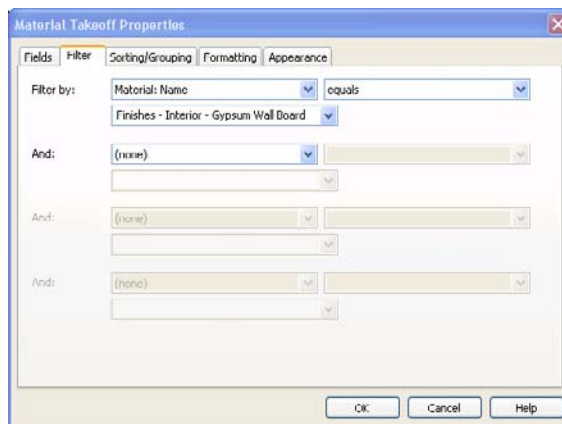 Material Takeoff Properties
Fields Filter Sorting/Grouping Formatting Appearance
Filter by: Material: Name equals
Finishes - Interior - Gypsum Wall Board
And: (none)
And: (none)
And: (none)
OK Cancel Help